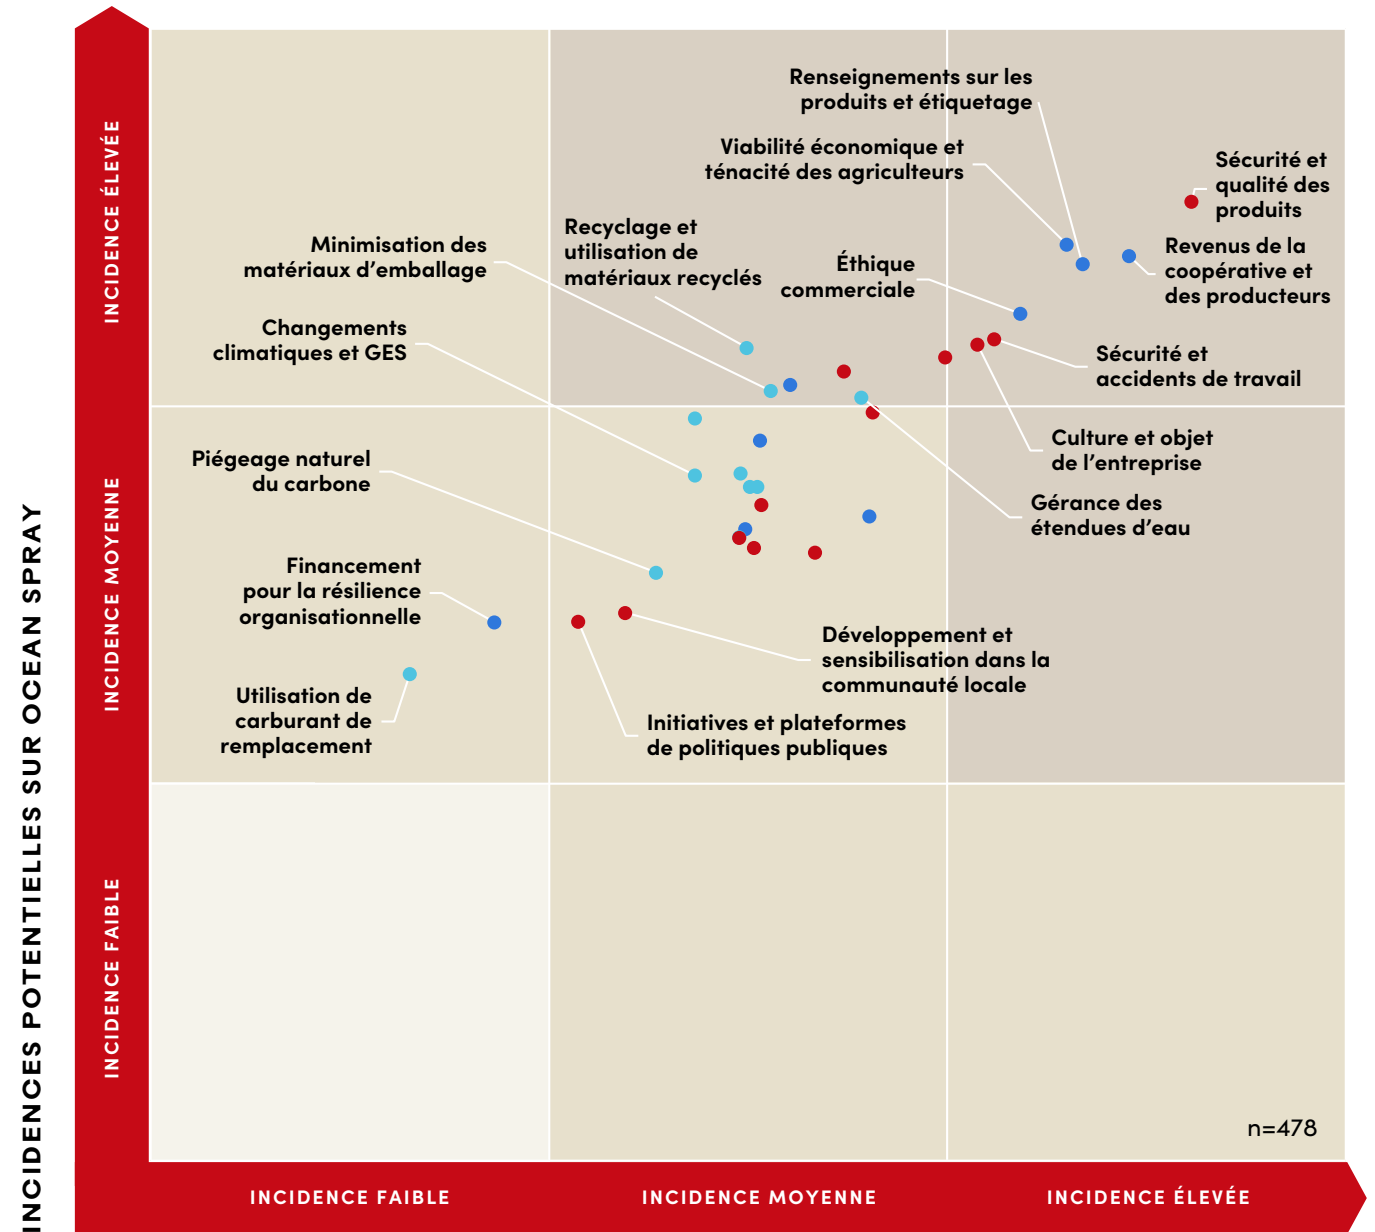 INCIDENCES POTENTIELLES SUR OCEAN SPRAY
INCIDENCE ÉLEVÉE
INCIDENCE MOYENNE
INCIDENCE FAIBLE
Renseignements sur les
produits et étiquetage
Viabilité économique et
ténacité des agriculteurs
Sécurité et
qualité des
produits
Recyclage et
utilisation de
matériaux recyclés
Minimisation des
matériaux d'emballage
Éthique
commerciale
Revenus de la
coopérative et
des producteurs
Changements
climatiques et GES
Sécurité et
accidents de travail
Culture et objet
de l'entreprise
Piégeage naturel
du carbone
Gérance des
étendues d'eau
Financement
pour la résilience
organisationnelle
Développement et
sensibilisation dans la
communauté locale
Utilisation de
carburant de
remplacement
Initiatives et plateformes
de politiques publiques
n=478
INCIDENCE FAIBLE
INCIDENCE MOYENNE
INCIDENCE ÉLEVÉE